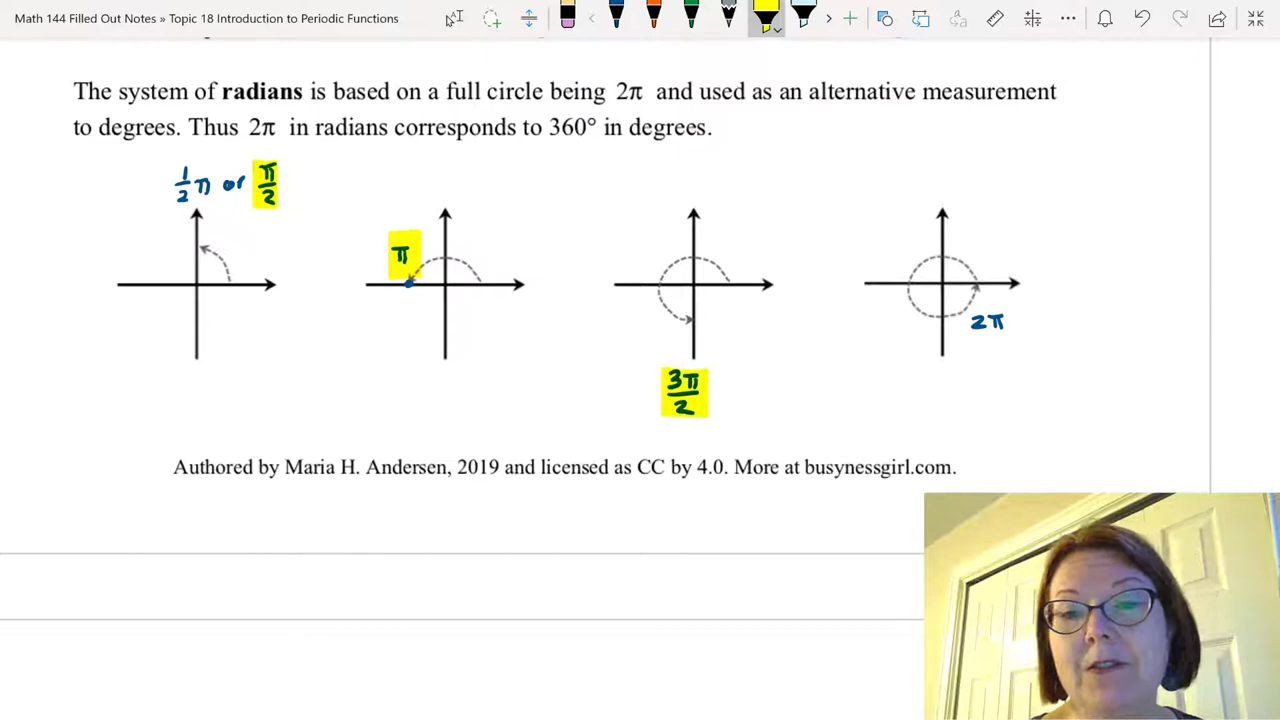 Math 144 Filled Out Notes » Topic 18 Introduction to Periodic Functions
The system of radians is based on a full circle being 2π and used as an alternative measurement
to degrees. Thus 2π in radians corresponds to 360° in degrees.
1/2 π or π/2
π
3π/2
2π
Authored by Maria H. Andersen, 2019 and licensed as CC by 4.0. More at busynessgirl.com.